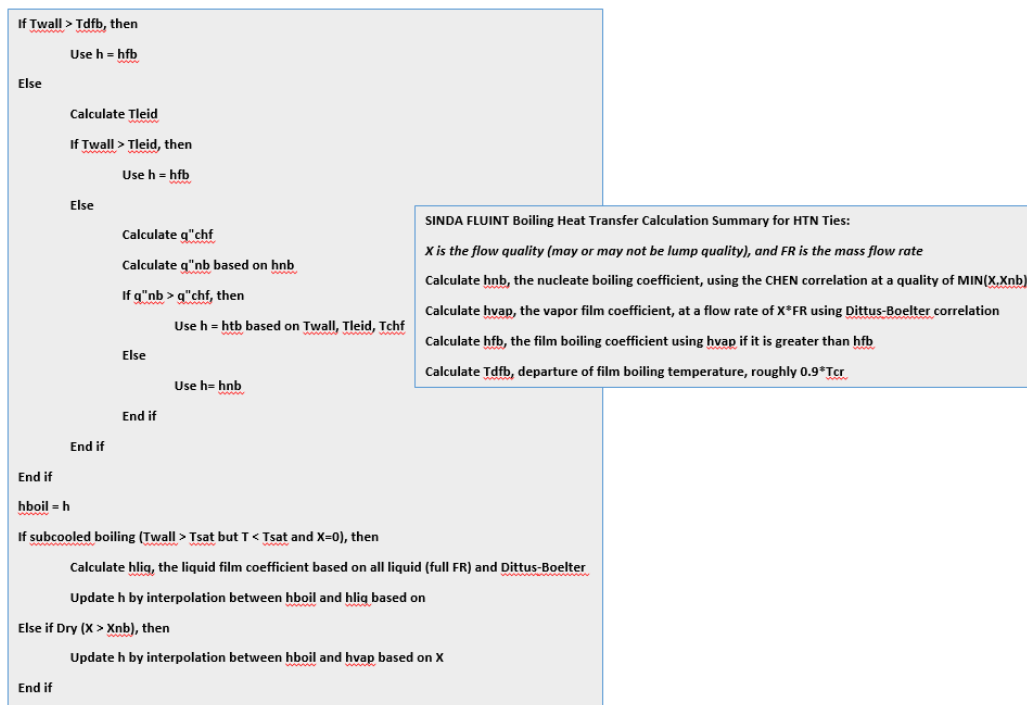 If Twall > Tdfb, then
Use h = hfb
Else
Calculate Tleid
If Twall > Tleid, then
Use h = hfb
Else
Calculate q"chf
Calculate q"nb based on hnb
If q"nb > q"chf, then
Use h = htb based on Twall, Tleid, Tchf
Else
Use h= hnb
End if
End if
End if
hboil = h
If subcooled boiling (Twall > Tsat but T < Tsat and X=0), then
Calculate hliq, the liquid film coefficient based on all liquid (full FR) and Dittus-Boelter
Update h by interpolation between hboil and hliq based on
Else if Dry (X > Xnb), then
Update h by interpolation between hboil and hvap based on X
End if
SINDA FLUINT Boiling Heat Transfer Calculation Summary for HTN Ties:
X is the flow quality (may or may not be lump quality), and FR is the mass flow rate
Calculate hnb, the nucleate boiling coefficient, using the CHEN correlation at a quality of MIN(X,Xnb)
Calculate hvap, the vapor film coefficient, at a flow rate of X*FR using Dittus-Boelter correlation
Calculate hfb, the film boiling coefficient using hvap if it is greater than hfb
Calculate Tdfb, departure of film boiling temperature, roughly 0.9*Tcr